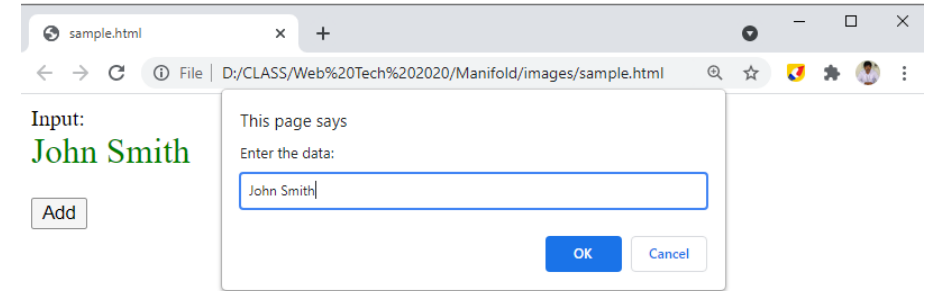 sample.html
File | D:/CLASS/Web%20Tech%202020/Manifold/images/sample.html
Input:
John Smith
Add
This page says
Enter the data:
John Smith
OK Cancel